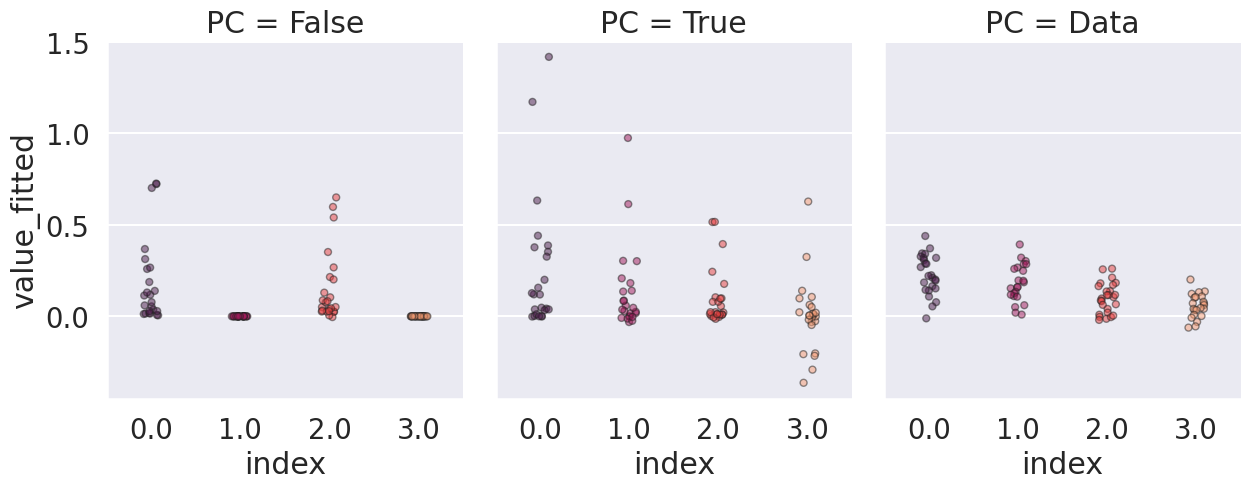 PC = False
PC = True
PC = Data
value_fitted
1.5
1.0
0.5
0.0
0.0 1.0 2.0 3.0
0.0 1.0 2.0 3.0
0.0 1.0 2.0 3.0
index
index
index